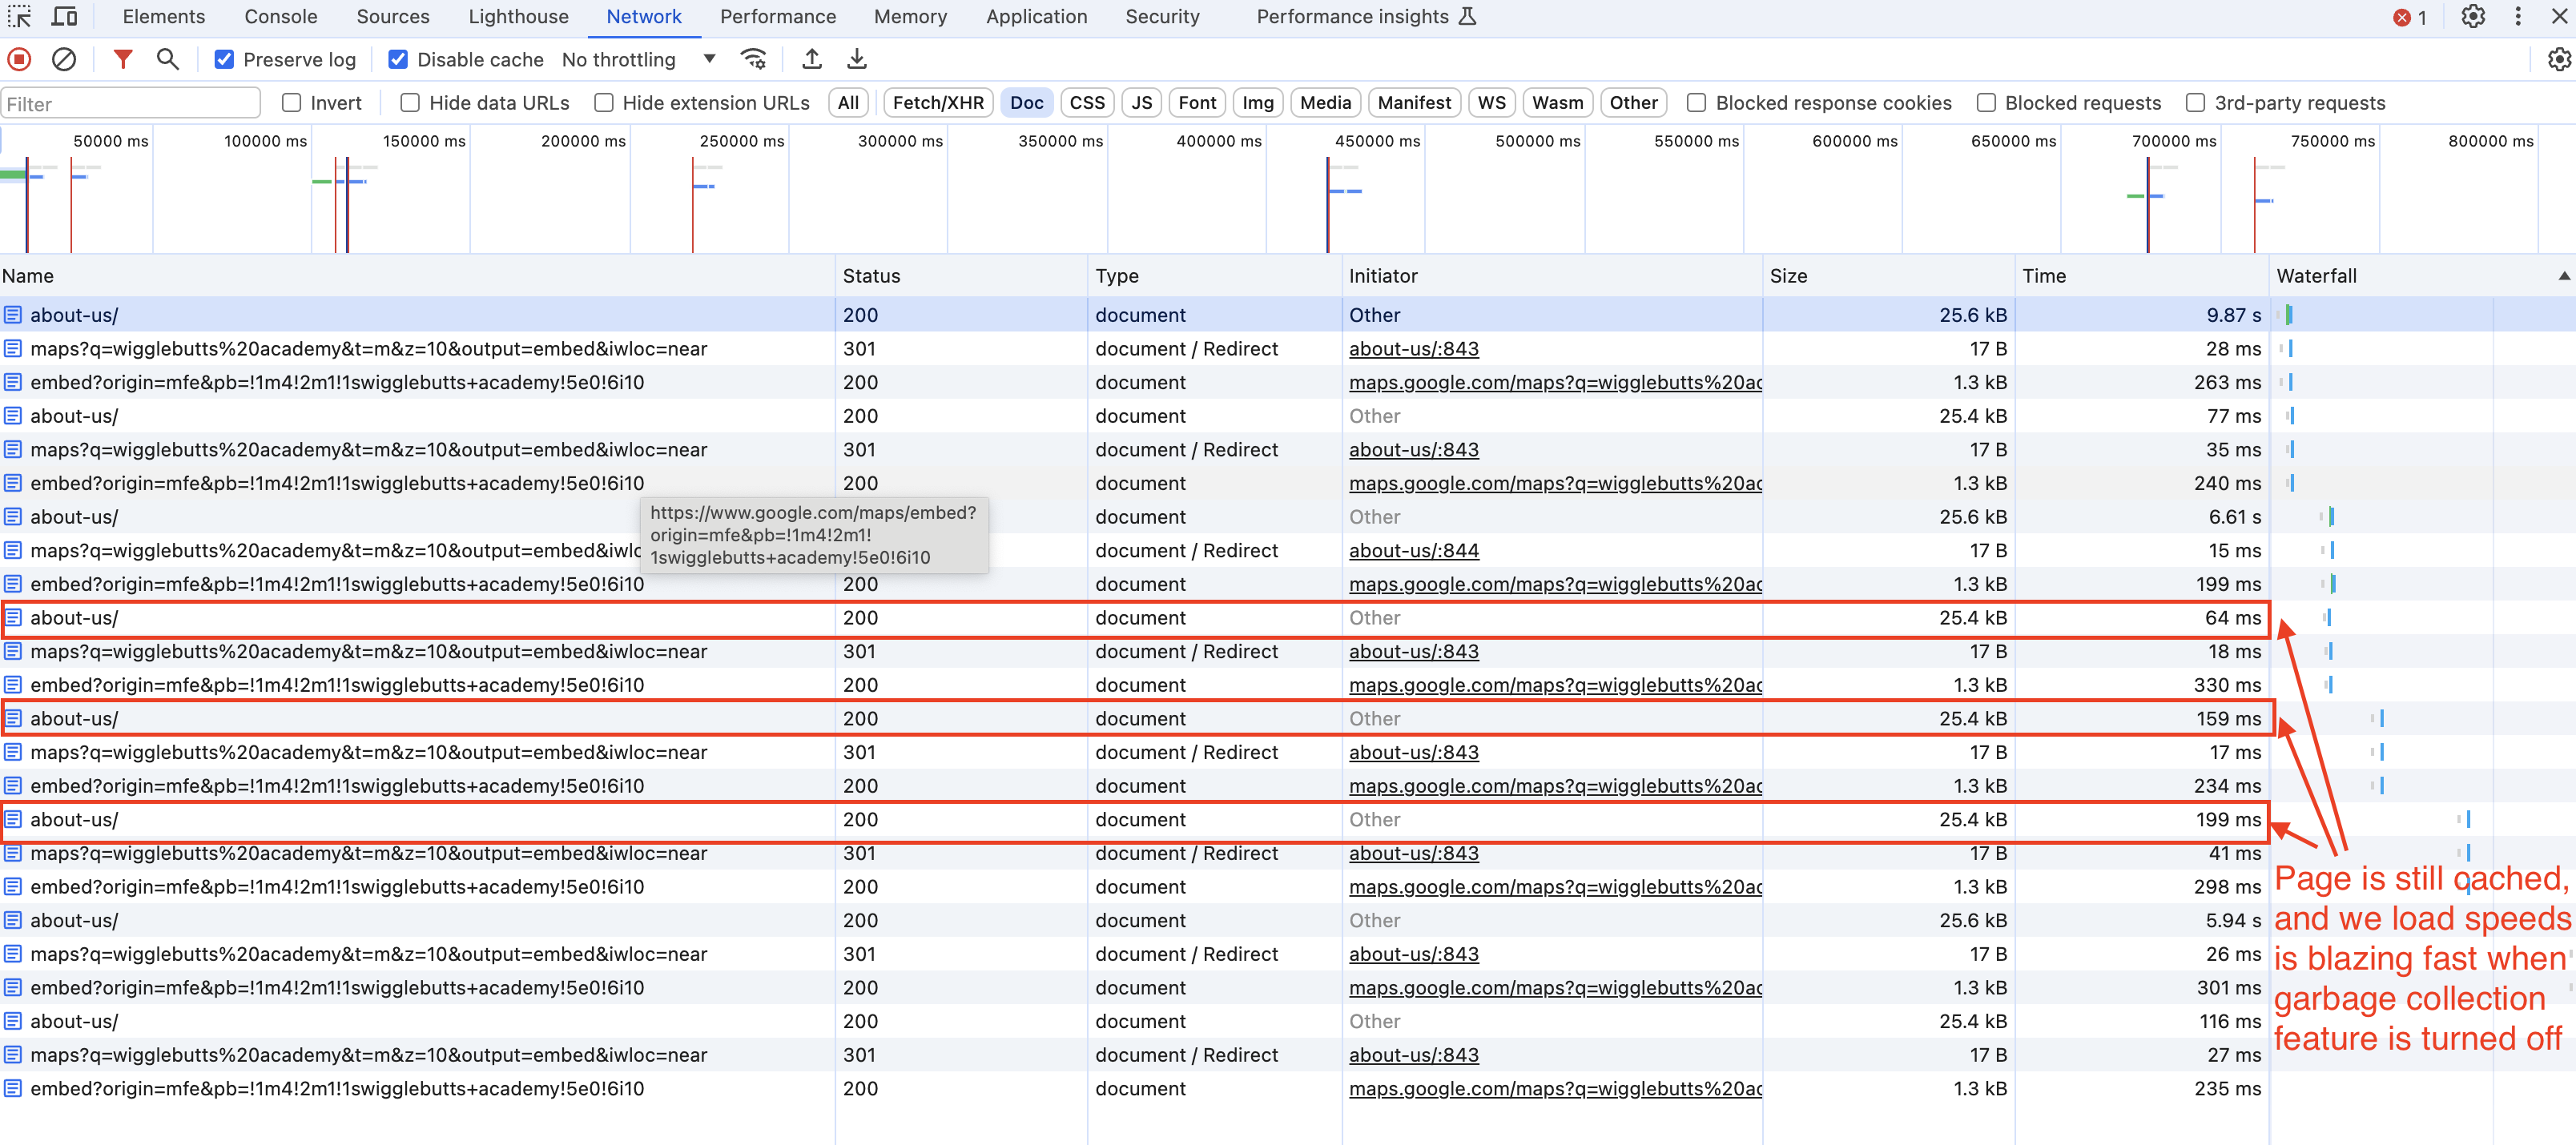 Elements Console Sources Lighthouse Network Performance Memory Application Security Performance insights 1
Preserve log Disable cache No throttling
Filter Invert Hide data URLs Hide extension URLs All Fetch/XHR Doc CSS JS Font Img Media Manifest WS Wasm Other Blocked response cookies Blocked requests 3rd-party requests
50000 ms 100000 ms 150000 ms 200000 ms 250000 ms 300000 ms 350000 ms 400000 ms 450000 ms 500000 ms 550000 ms 600000 ms 650000 ms 700000 ms 750000 ms 800000 ms
Name Status Type Initiator Size Time Waterfall
about-us/ 200 document Other 25.6 kB 9.87 s
maps?q=wigglebutts%20academy&t=m&z=10&output=embed&iwloc=near 301 document / Redirect about-us/:843 17 B 28 ms
embed?origin=mfe&pb=!1m4!2m1!1swigglebutts+academy!5e0!6i10 200 document maps.google.com/maps?q=wigglebutts%20ac 1.3 kB 263 ms
about-us/ 200 document Other 25.4 kB 77 ms
maps?q=wigglebutts%20academy&t=m&z=10&output=embed&iwloc=near 301 document / Redirect about-us/:843 17 B 35 ms
embed?origin=mfe&pb=!1m4!2m1!1swigglebutts+academy!5e0!6i10 200 document maps.google.com/maps?q=wigglebutts%20ac 1.3 kB 240 ms
about-us/ document Other 25.6 kB 6.61 s
maps?q=wigglebutts%20academy&t=m&z=10&output=embed&iwlo document / Redirect about-us/:844 17 B 15 ms
https://www.google.com/maps/embed?
origin=mfe&pb=!1m4!2m1!
1swigglebutts+academy!5e0!6i10
embed?origin=mfe&pb=!1m4!2m1!1swigglebutts+academy!5e0!6i10 200 document maps.google.com/maps?q=wigglebutts%20ac 1.3 kB 199 ms
about-us/ 200 document Other 25.4 kB 64 ms
maps?q=wigglebutts%20academy&t=m&z=10&output=embed&iwloc=near 301 document / Redirect about-us/:843 17 B 18 ms
embed?origin=mfe&pb=!1m4!2m1!1swigglebutts+academy!5e0!6i10 200 document maps.google.com/maps?q=wigglebutts%20ac 1.3 kB 330 ms
about-us/ 200 document Other 25.4 kB 159 ms
maps?q=wigglebutts%20academy&t=m&z=10&output=embed&iwloc=near 301 document / Redirect about-us/:843 17 B 17 ms
embed?origin=mfe&pb=!1m4!2m1!1swigglebutts+academy!5e0!6i10 200 document maps.google.com/maps?q=wigglebutts%20ac 1.3 kB 234 ms
about-us/ 200 document Other 25.4 kB 199 ms
maps?q=wigglebutts%20academy&t=m&z=10&output=embed&iwloc=near 301 document / Redirect about-us/:843 17 B 41 ms
embed?origin=mfe&pb=!1m4!2m1!1swigglebutts+academy!5e0!6i10 200 document maps.google.com/maps?q=wigglebutts%20ac 1.3 kB 298 ms
about-us/ 200 document Other 25.6 kB 5.94 s
maps?q=wigglebutts%20academy&t=m&z=10&output=embed&iwloc=near 301 document / Redirect about-us/:843 17 B 26 ms
embed?origin=mfe&pb=!1m4!2m1!1swigglebutts+academy!5e0!6i10 200 document maps.google.com/maps?q=wigglebutts%20ac 1.3 kB 301 ms
about-us/ 200 document Other 25.4 kB 116 ms
maps?q=wigglebutts%20academy&t=m&z=10&output=embed&iwloc=near 301 document / Redirect about-us/:843 17 B 27 ms
embed?origin=mfe&pb=!1m4!2m1!1swigglebutts+academy!5e0!6i10 200 document maps.google.com/maps?q=wigglebutts%20ac 1.3 kB 235 ms
Page is still cached,
and we load speeds
is blazing fast when
garbage collection
feature is turned off